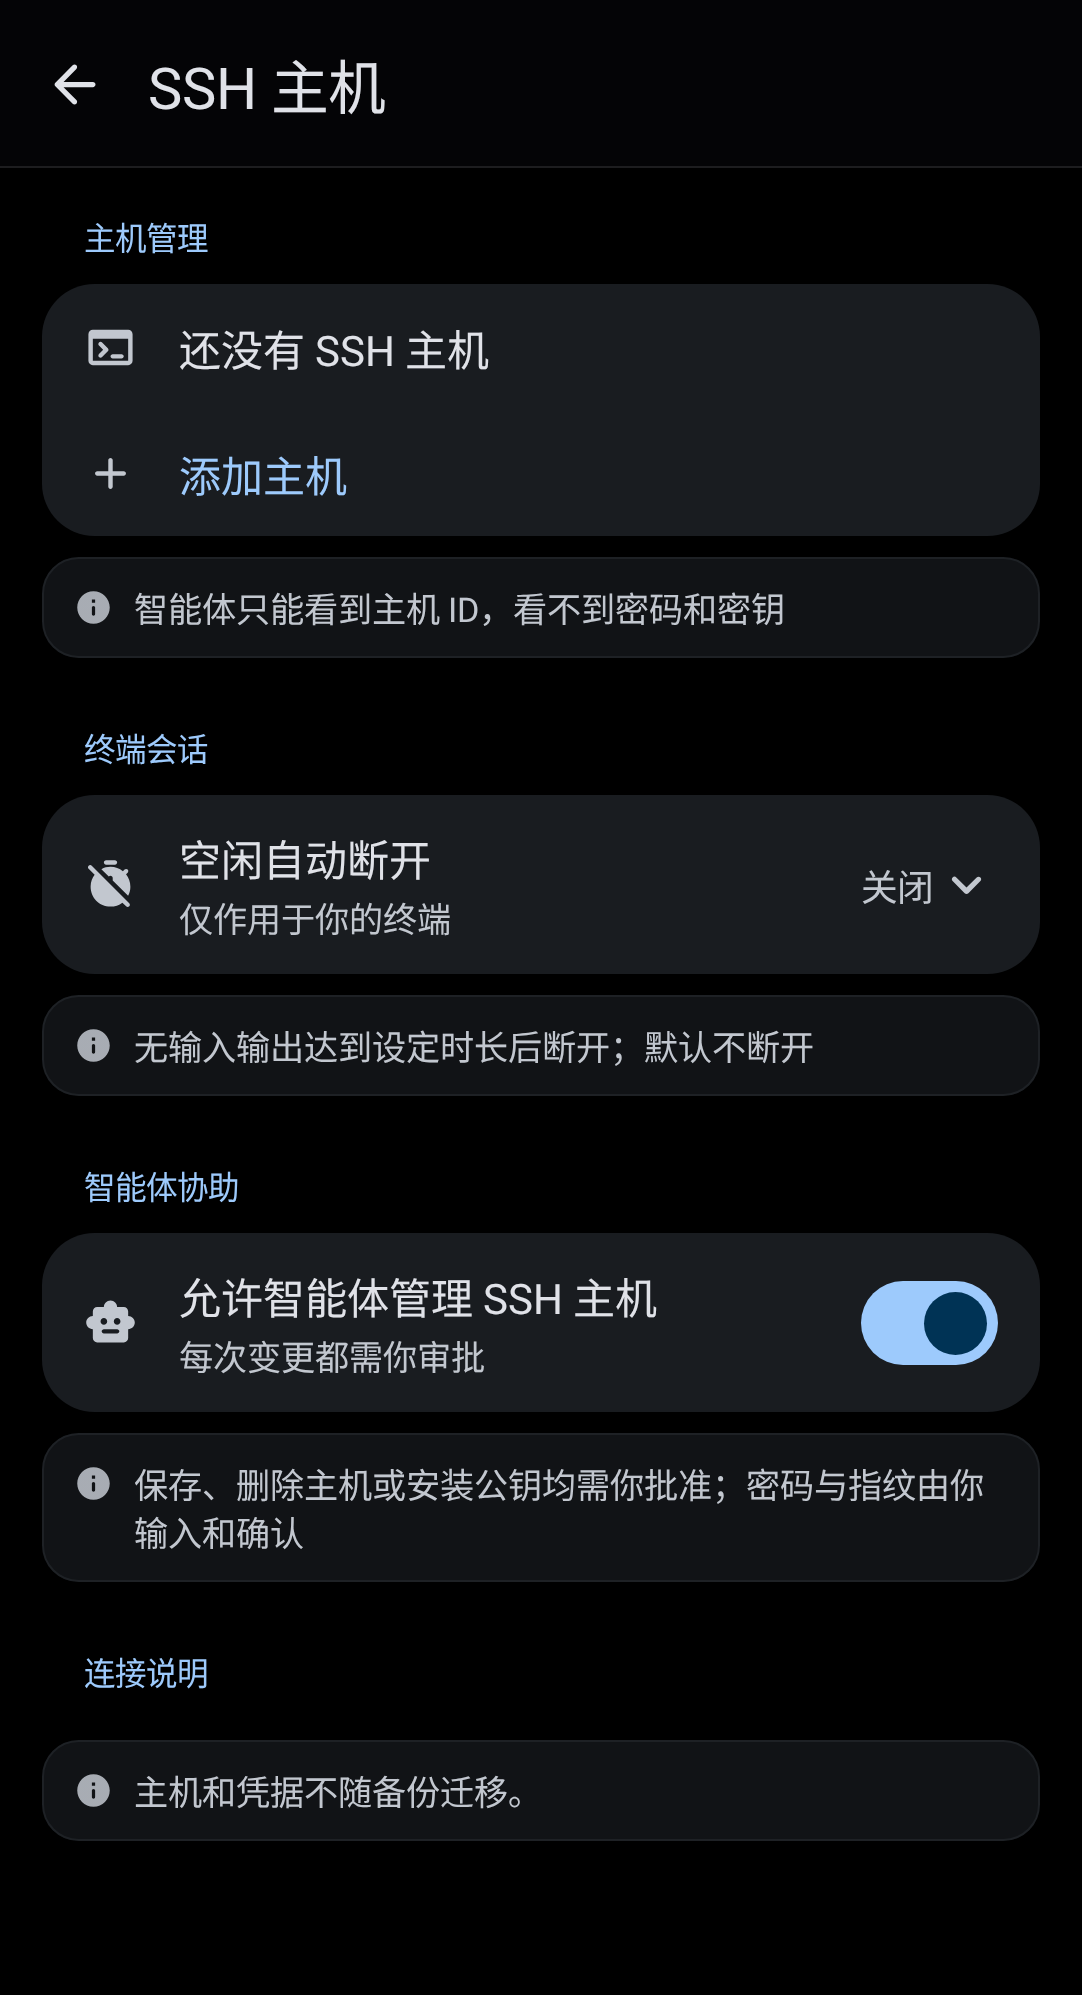 SSH 主机
主机管理
还没有 SSH 主机
添加主机
智能体只能看到主机 ID，看不到密码和密钥
终端会话
空闲自动断开
仅作用于你的终端
关闭
无输入输出达到设定时长后断开；默认不断开
智能体协助
允许智能体管理 SSH 主机
每次变更都需你审批
保存、删除主机或安装公钥均需你批准；密码与指纹由你
输入和确认
连接说明
主机和凭据不随备份迁移。